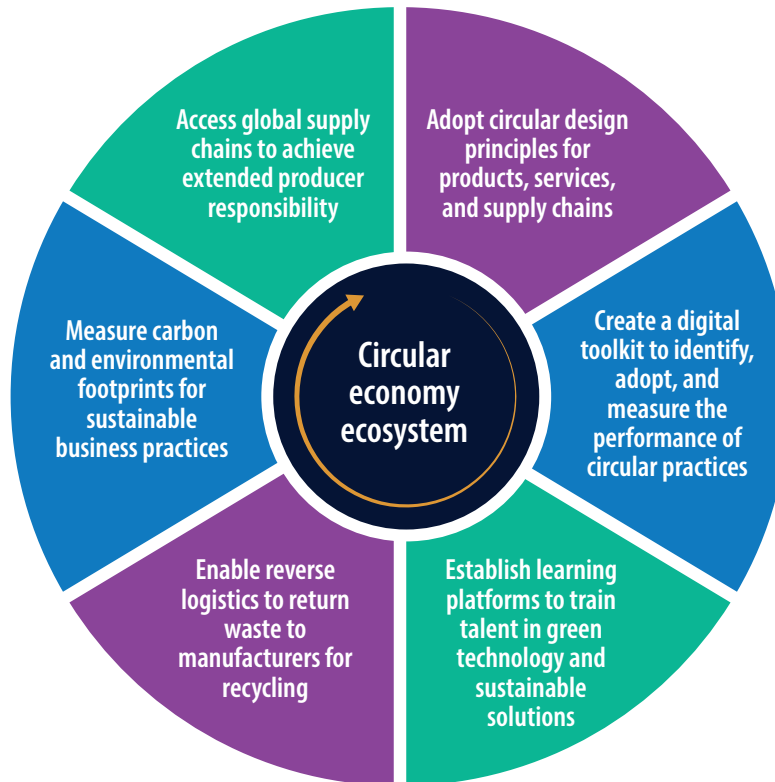 Access global supply
chains to achieve
extended producer
responsibility
Adopt circular design
principles for
products, services,
and supply chains
Create a digital
toolkit to identify,
adopt, and
measure the
performance of
circular practices
Establish learning
platforms to train
talent in green
technology and
sustainable
solutions
Enable reverse
logistics to return
waste to
manufacturers for
recycling
Measure carbon
and environmental
footprints for
sustainable
business practices
Circular
economy
ecosystem